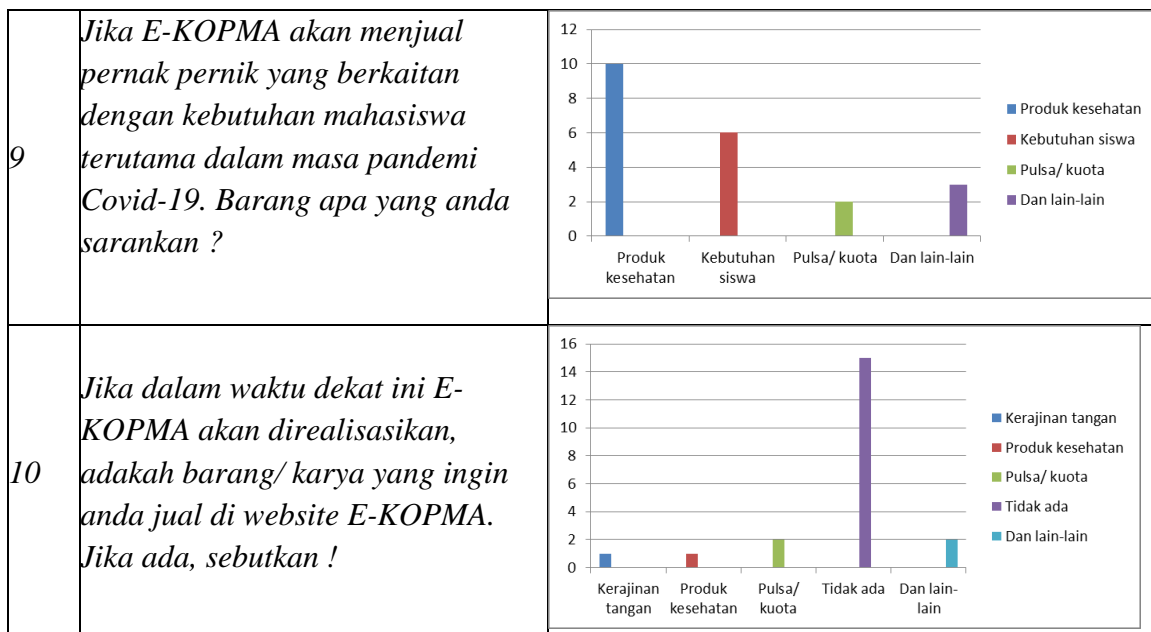 9
Jika E-KOPMA akan menjual
pernak pernik yang berkaitan
dengan kebutuhan mahasiswa
terutama dalam masa pandemi
Covid-19. Barang apa yang anda
sarankan ?
12
10
8
6
4
2
0
Produk
kesehatan
Kebutuhan
siswa
Pulsa/ kuota
Dan lain-lain
Produk kesehatan
Kebutuhan siswa
Pulsa/ kuota
Dan lain-lain
10
Jika dalam waktu dekat ini E-
KOPMA akan direalisasikan,
adakah barang/ karya yang ingin
anda jual di website E-KOPMA.
Jika ada, sebutkan !
16
14
12
10
8
6
4
2
0
Kerajinan
tangan
Produk
kesehatan
Pulsa/
kuota
Tidak ada
Dan lain-
lain
Kerajinan tangan
Produk kesehatan
Pulsa/ kuota
Tidak ada
Dan lain-lain